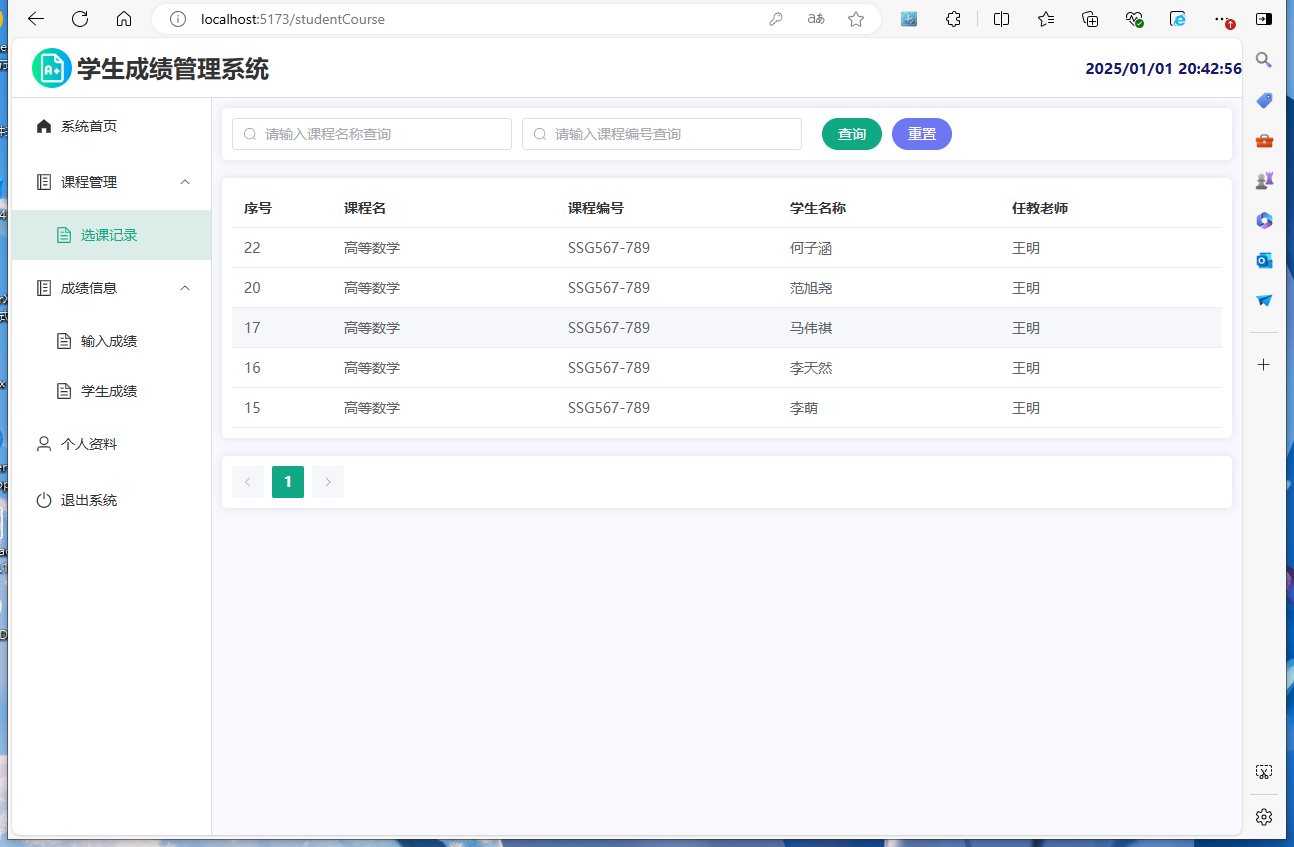 localhost:5173/studentCourse
学生成绩管理系统
2025/01/01 20:42:56
系统首页
课程管理
选课记录
成绩信息
输入成绩
学生成绩
个人资料
退出系统
请输入课程名称查询 请输入课程编号查询 查询 重置
序号 课程名 课程编号 学生名称 任教老师
22 高等数学 SSG567-789 何子涵 王明
20 高等数学 SSG567-789 范旭尧 王明
17 高等数学 SSG567-789 马伟祺 王明
16 高等数学 SSG567-789 李天然 王明
15 高等数学 SSG567-789 李萌 王明
1